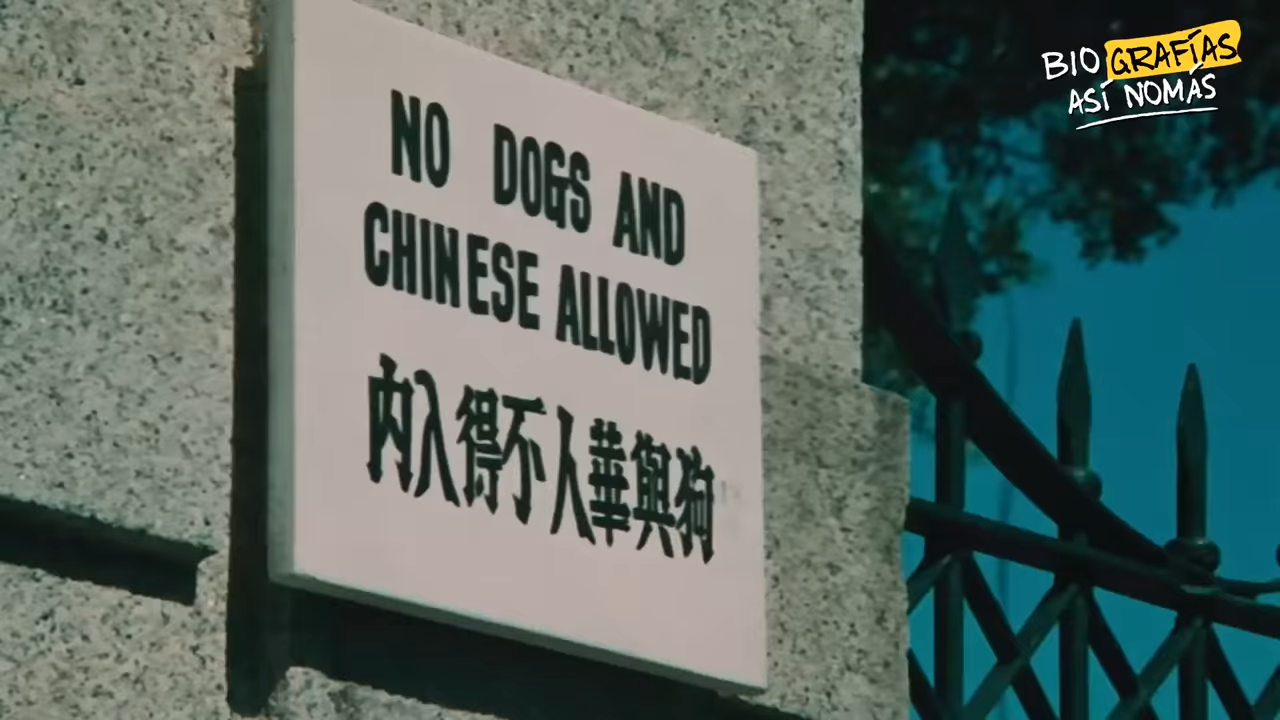 NO DOGS AND
CHINESE ALLOWED
狗與華人不得入內
BIOGRAFÍAS
ASÍ NOMÁS